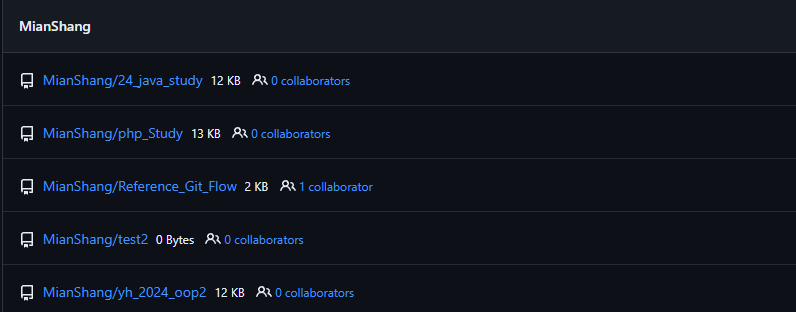 MianShang
MianShang/24_java_study 12 KB 0 collaborators
MianShang/php_Study 13 KB 0 collaborators
MianShang/Reference_Git_Flow 2 KB 1 collaborator
MianShang/test2 0 Bytes 0 collaborators
MianShang/yh_2024_oop2 12 KB 0 collaborators